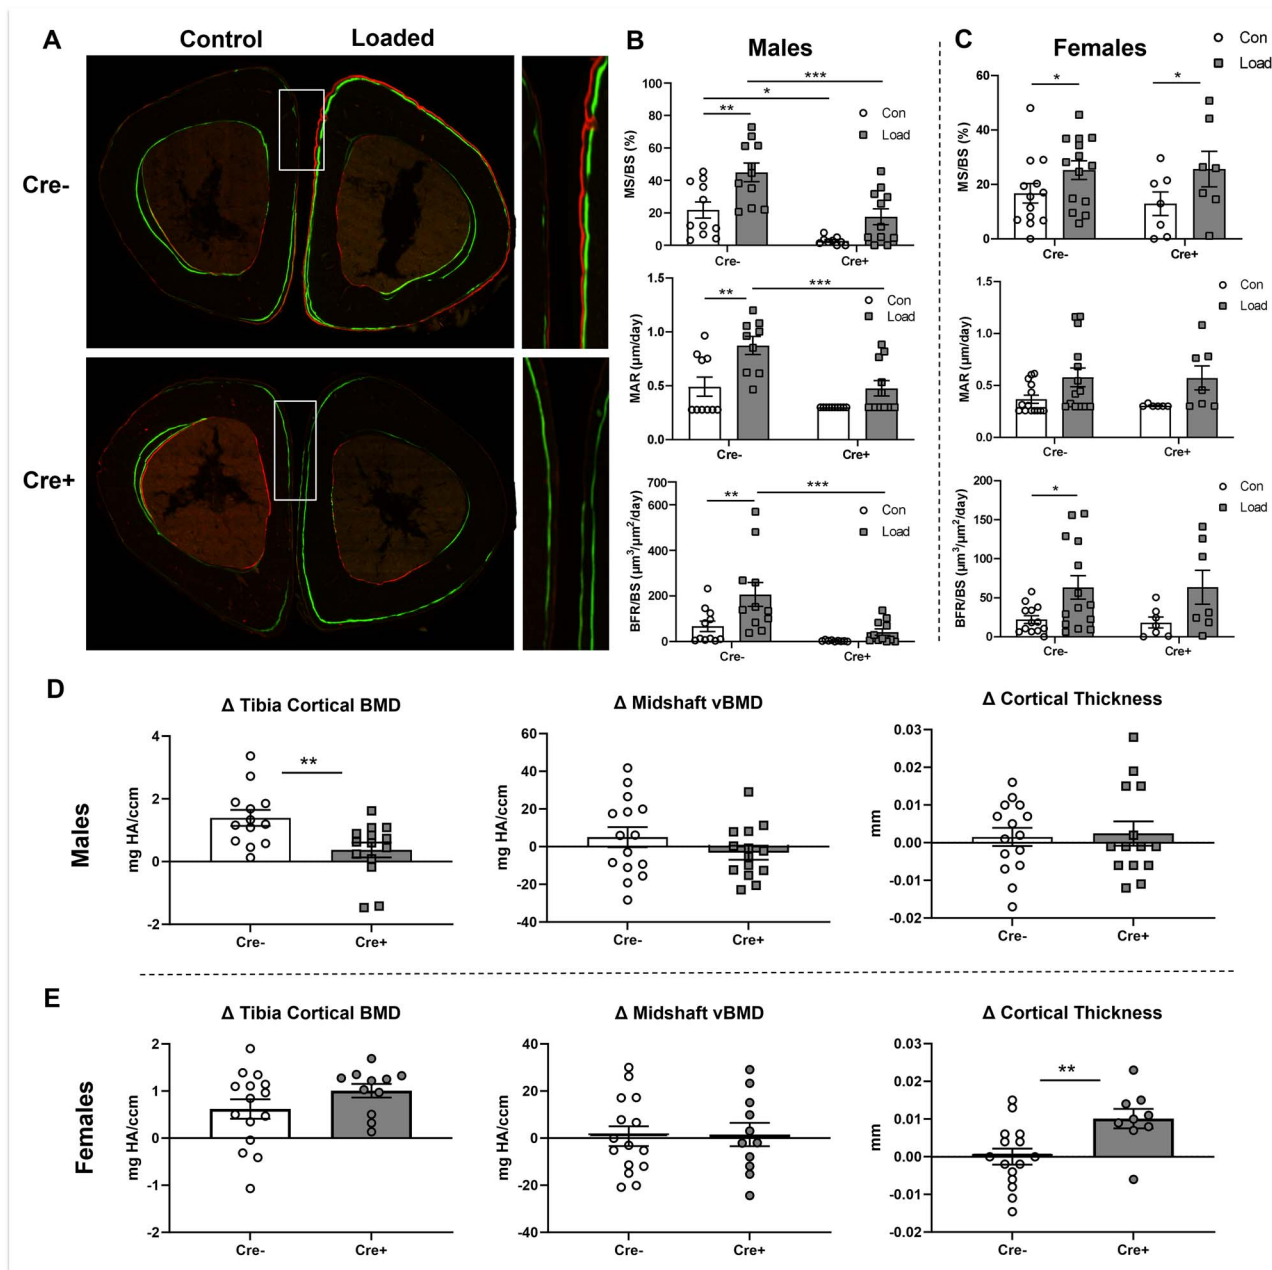 A
Control
Loaded
Cre-
Cre+
B
Males
***
*
**
Con
Load
MS/BS (%)
100
80
60
40
20
0
Cre-
Cre+
**
***
Con
Load
MAR (µm/day)
1.5
1.0
0.5
0.0
Cre-
Cre+
**
***
Con
Load
BFR/BS (µm³/µm²/day)
700
600
400
200
0
Cre-
Cre+
C
Females
Con
Load
*
*
MS/BS (%)
60
40
20
0
Cre-
Cre+
Con
Load
MAR (µm/day)
1.5
1.0
0.5
0.0
Cre-
Cre+
*
Con
Load
BFR/BS (µm³/µm²/day)
200
150
100
50
0
Cre-
Cre+
D
Males
Δ Tibia Cortical BMD
**
mg HA/ccm
4
2
0
-2
Cre-
Cre+
Δ Midshaft vBMD
mg HA/ccm
60
40
20
0
-20
-40
Cre-
Cre+
Δ Cortical Thickness
mm
0.03
0.02
0.01
0.00
-0.01
-0.02
Cre-
Cre+
E
Females
Δ Tibia Cortical BMD
mg HA/ccm
2
1
0
-1
-2
Cre-
Cre+
Δ Midshaft vBMD
mg HA/ccm
40
20
0
-20
-40
Cre-
Cre+
Δ Cortical Thickness
**
mm
0.03
0.02
0.01
0.00
-0.01
-0.02
Cre-
Cre+